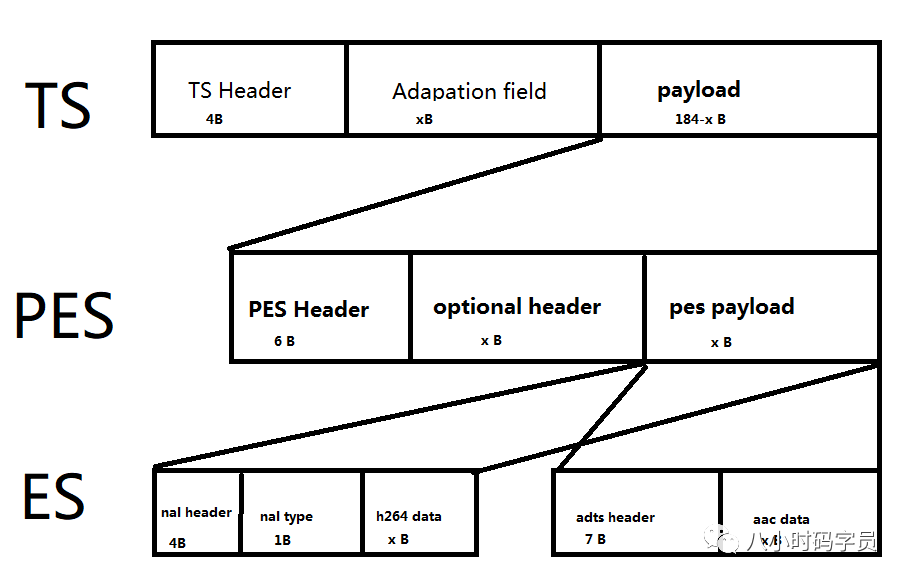 TS
TS Header
4B
Adapation field
xB
payload
184-x B
PES
PES Header
6 B
optional header
x B
pes payload
x B
ES
nal header
4B
nal type
1B
h264 data
x B
adts header
7 B
aac data
x B
八小时码字员